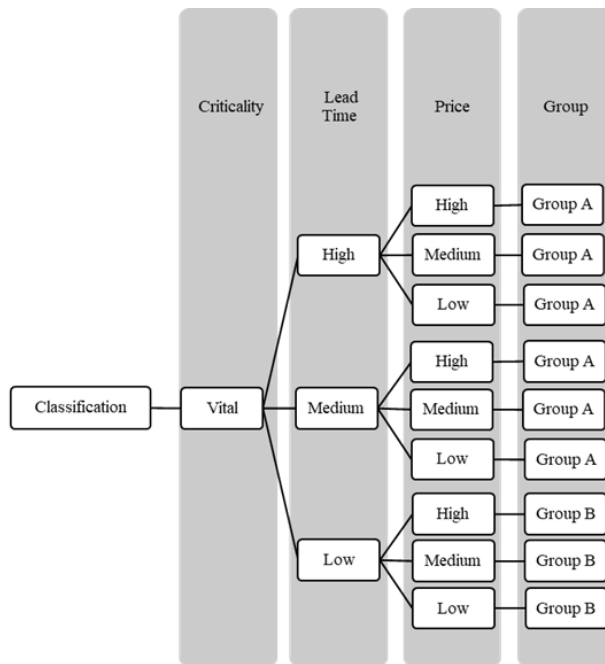 Criticality
Lead
Time
Price
Group
High
Group A
High
Medium
Group A
Low
Group A
High
Group A
Classification
Vital
Medium
Medium
Group A
Low
Group A
High
Group B
Low
Medium
Group B
Low
Group B